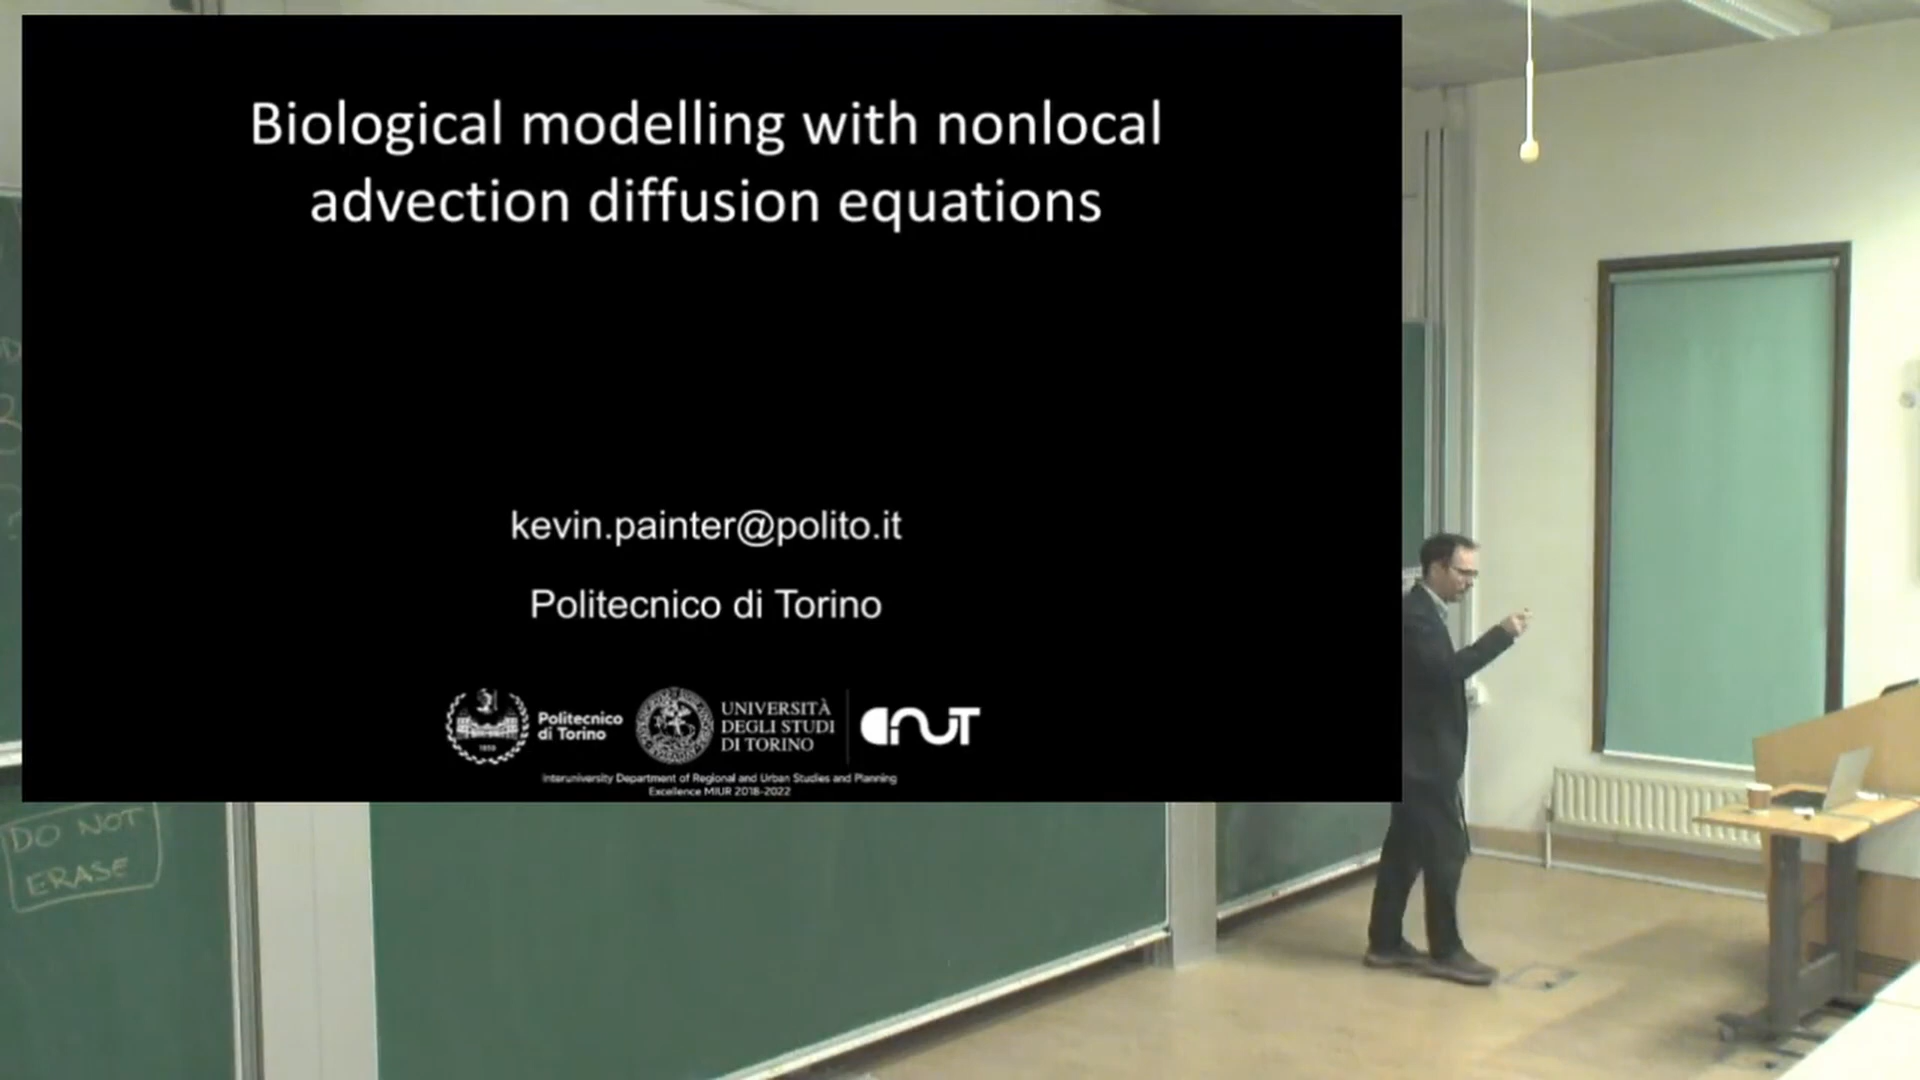 Biological modelling with nonlocal
advection diffusion equations
kevin.painter@polito.it
Politecnico di Torino
Politecnico
di Torino
1859
UNIVERSITÀ
DEGLI STUDI
DI TORINO
Interuniversity Department of Regional and Urban Studies and Planning
Excellence MIUR 2018-2022
DO NOT
ERASE